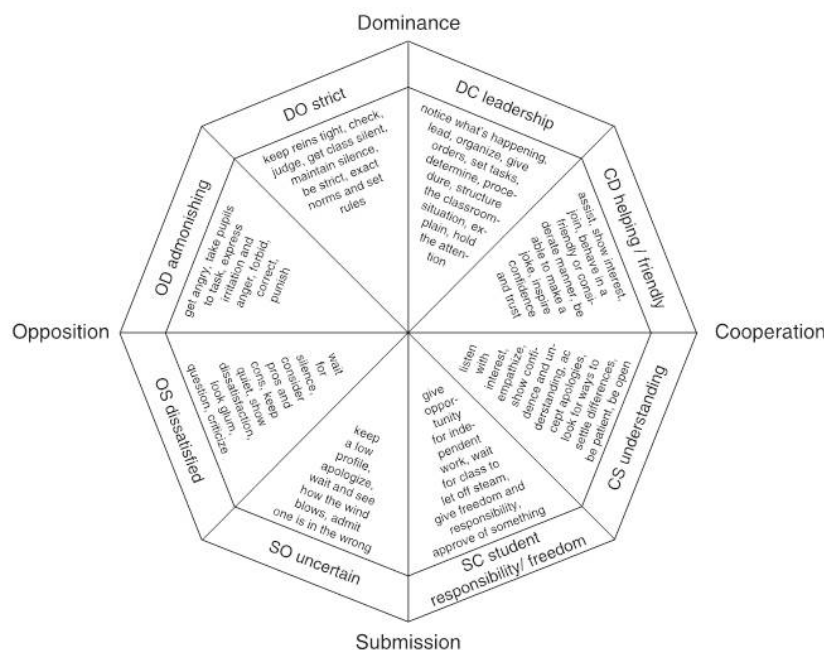 Dominance
DO strict
keep reins tight, check,
judge, get class silent,
maintain silence,
be strict, exact
norms and set
rules
DC leadership
notice what's happening,
lead, organize, give
orders, set tasks,
determine, proce-
dure, structure
the classroom-
situation, ex-
plain, hold
the atten-
tion
OD admonishing
get angry, take pupils
to task, express
irritation and
anger, forbid,
correct,
punish
CD helping / friendly
assist, show interest,
join, behave in a
friendly or consi-
derate manner, be
able to make a
joke, inspire
confidence
and trust
Opposition
Cooperation
OS dissatisfied
wait
for
silence,
consider
pros and
cons, keep
quiet, show
dissatisfaction,
look glum,
question, criticize
CS understanding
listen
with
interest,
empathize,
show confi-
dence and un-
derstanding, ac
cept apologies,
look for ways to
settle differences,
be patient, be open
SO uncertain
keep
a low
profile,
apologize,
wait and see
how the wind
blows, admit
one is in the wrong
SC student
responsibility/ freedom
give
oppor-
tunity
for inde-
pendent
work, wait
for class to
let off steam,
give freedom and
responsibility,
approve of something
Submission